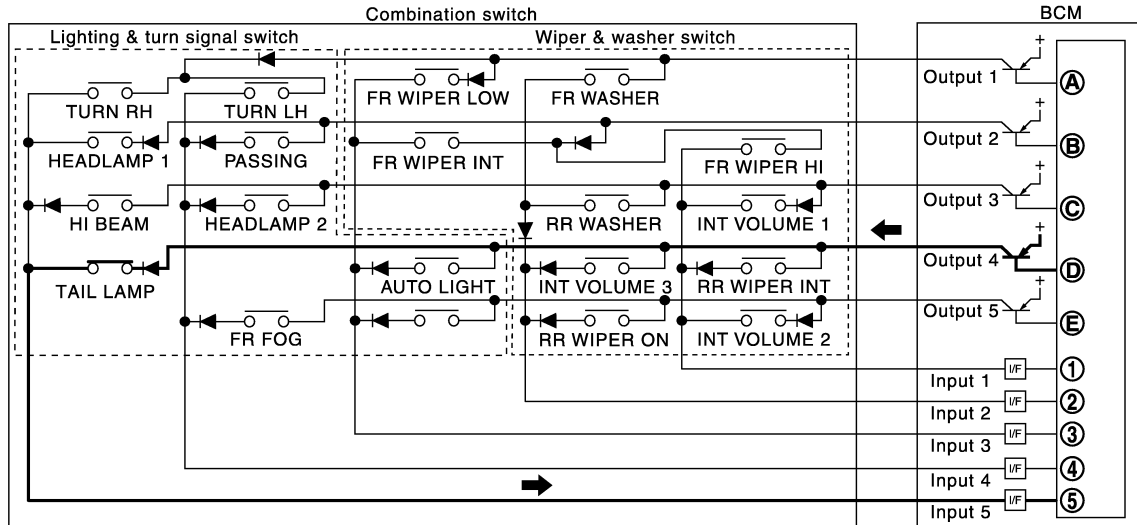 Combination switch
BCM
Lighting & turn signal switch
Wiper & washer switch
+
Output 1
A
TURN RH
TURN LH
FR WIPER LOW
FR WASHER
+
Output 2
B
HEADLAMP 1
PASSING
FR WIPER INT
FR WIPER HI
+
Output 3
C
HI BEAM
HEADLAMP 2
RR WASHER
INT VOLUME 1
+
Output 4
D
TAIL LAMP
AUTO LIGHT
INT VOLUME 3
RR WIPER INT
+
Output 5
E
FR FOG
RR WIPER ON
INT VOLUME 2
Input 1
I/F
1
Input 2
I/F
2
Input 3
I/F
3
Input 4
I/F
4
Input 5
I/F
5